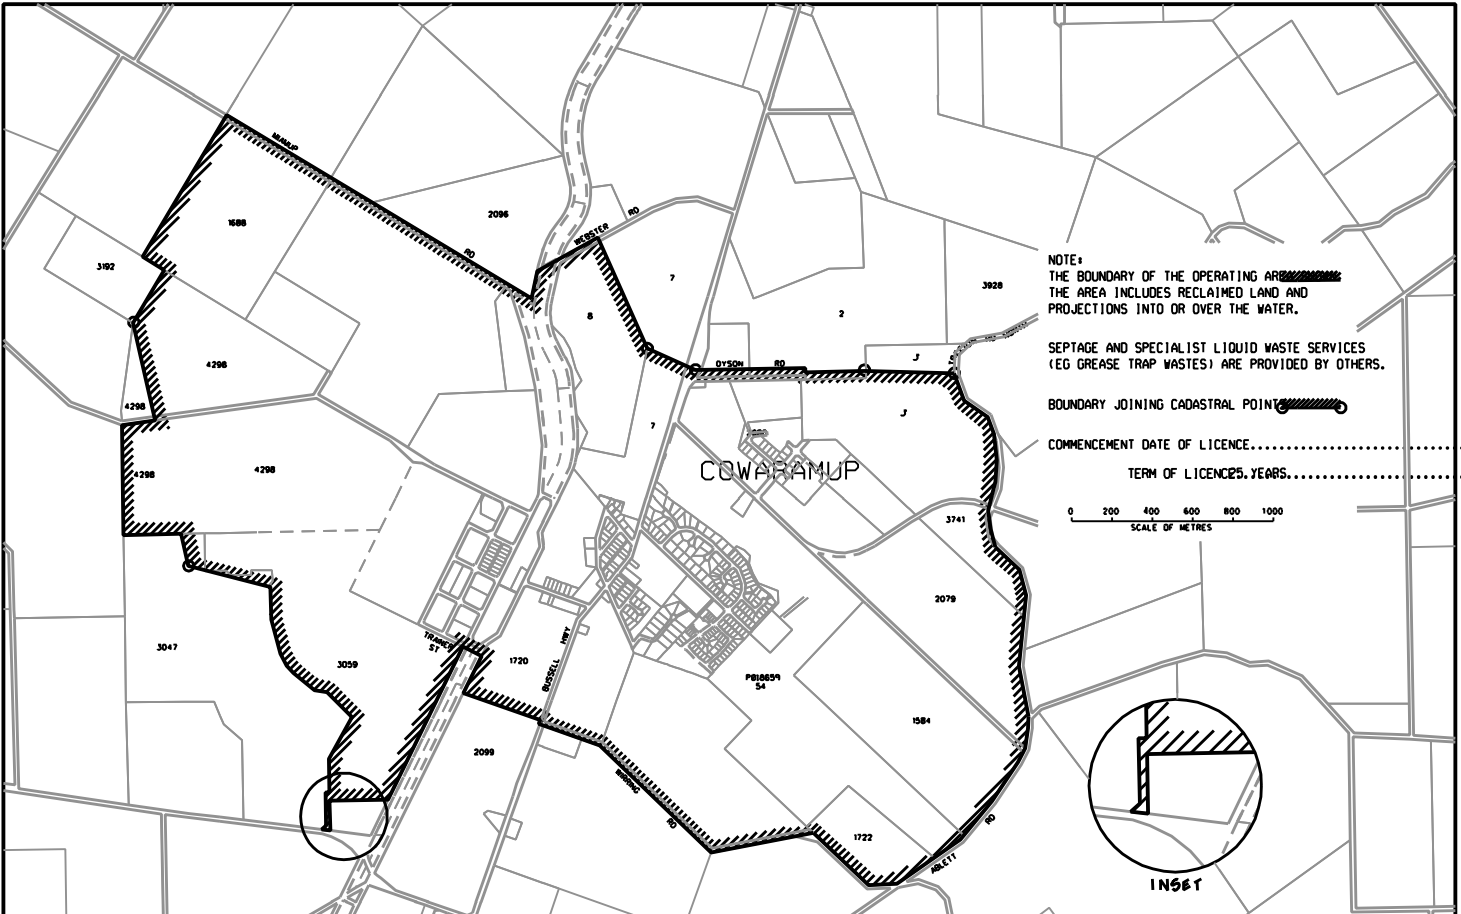 MIAMUP
RD
1688
2096
WEBSTER
RD
3192
7
8
2
3928
NOTE:
THE BOUNDARY OF THE OPERATING AREA
THE AREA INCLUDES RECLAIMED LAND AND
PROJECTIONS INTO OR OVER THE WATER.
SEPTAGE AND SPECIALIST LIQUID WASTE SERVICES
(EG GREASE TRAP WASTES) ARE PROVIDED BY OTHERS.
BOUNDARY JOINING CADASTRAL POINTS
COMMENCEMENT DATE OF LICENCE
TERM OF LICENCE 25 YEARS
0 200 400 600 800 1000
SCALE OF METRES
4298
DYSON RD
3
4298
7
3
COWARAMUP
4298
4298
3741
2079
3047
3059
TRAINER
ST
1720
BUSSELL HWY
P018659
54
1584
2099
RD
1722
ABLETT RD
INSET